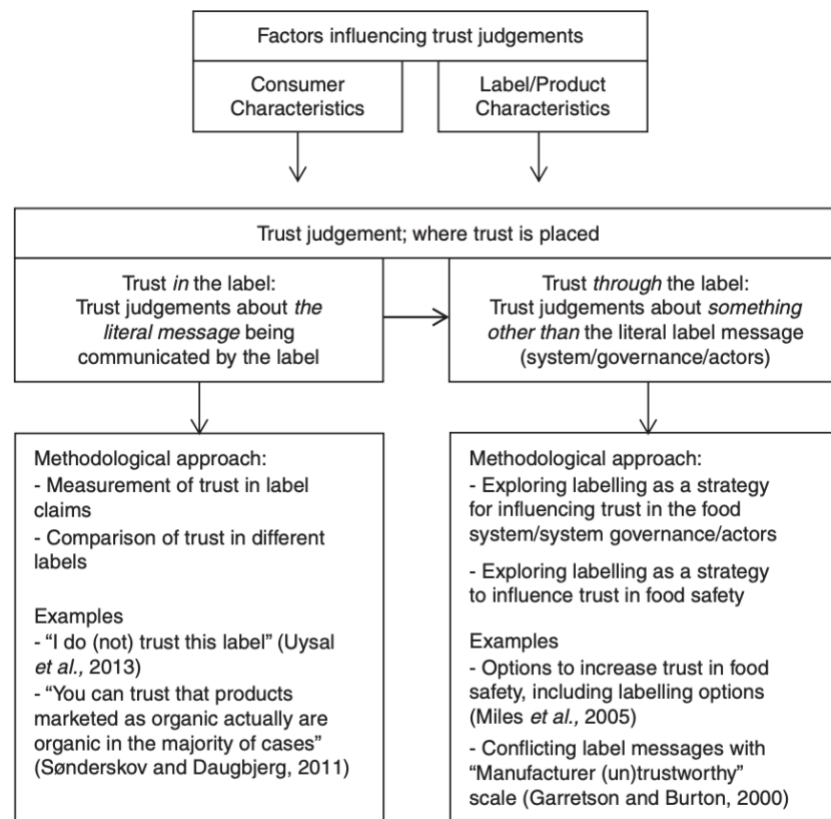 Factors influencing trust judgements
Consumer
Characteristics
Label/Product
Characteristics
Trust judgement; where trust is placed
Trust in the label:
Trust judgements about the
literal message being
communicated by the label
Trust through the label:
Trust judgements about something
other than the literal label message
(system/governance/actors)
Methodological approach:
- Measurement of trust in label
claims
- Comparison of trust in different
labels
Examples
- “I do (not) trust this label” (Uysal
et al., 2013)
- “You can trust that products
marketed as organic actually are
organic in the majority of cases”
(Sønderskov and Daugbjerg, 2011)
Methodological approach:
- Exploring labelling as a strategy
for influencing trust in the food
system/system governance/actors
- Exploring labelling as a strategy
to influence trust in food safety
Examples
- Options to increase trust in food
safety, including labelling options
(Miles et al., 2005)
- Conflicting label messages with
“Manufacturer (un)trustworthy”
scale (Garretson and Burton, 2000)